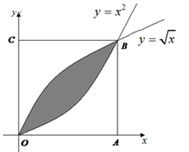 y
y = x²
C
B
y = √x
O
A
x